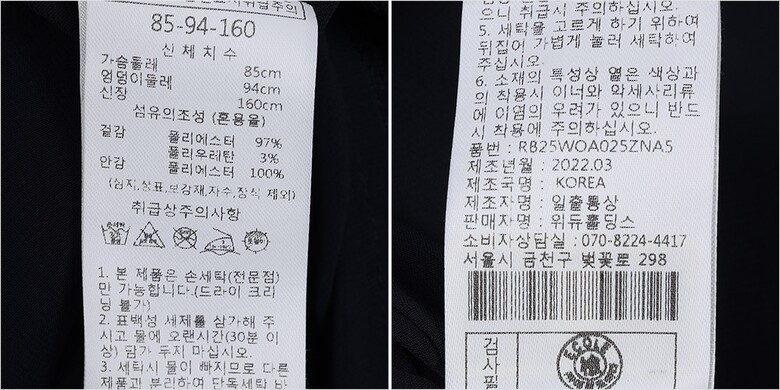 85-94-160
신 체 치 수
가슴둘레 85cm
엉덩이둘레 94cm
신장 160cm
섬유의조성 (혼용율)
겉감 폴리에스터 97%
폴리우레탄 3%
안감 폴리에스터 100%
(심지,상표,보강재,자수,장식 제외)
취급상주의사항
1. 본 제품은 손세탁(전문점)
만 가능합니다.(드라이 크리
닝 불가)
2. 표백성 세제를 삼가해 주
시고 물에 오랜시간(30분 이
상) 담가 두지 마십시오.
3. 세탁시 물이 빠지므로 다른
제품과 분리하여 단독세탁 바
으니 취급시 주의하십시오.
5. 세탁을 고르게 하기 위하여
뒤집어 가볍게 눌러 세탁하여
주십시오.
6. 소재의 특성상 옅은 색상과
의 착용시 이너와 악세사리류
에 이염의 우려가 있으니 반드
시 착용에 주의하십시오.
품번 : RB25WOA025ZNA5
제조년월 : 2022.03
제조국명 : KOREA
제조자명 : 일출통상
판매자명 : 위듀홀딩스
소비자상담실 : 070-8224-4417
서울시 금천구 벚꽃로 298
검
사
필
ECOLE